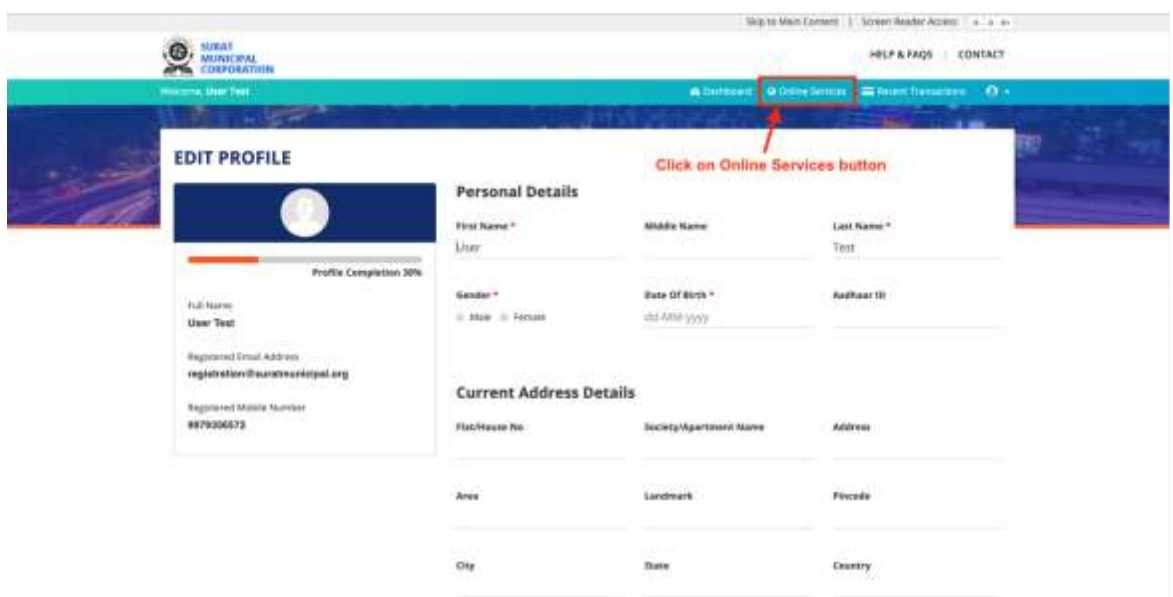 Skip to Main Content | Screen Reader Access
SURAT
MUNICIPAL
CORPORATION
HELP & FAQS | CONTACT
Welcome, User Test
Dashboard Online Services Recent Transactions
EDIT PROFILE
Click on Online Services button
Personal Details
First Name * Middle Name Last Name *
User Test
Profile Completion 30%
Gender * Date Of Birth * Aadhaar ID
Male Female dd-MM-yyyy
Full Name
User Test
Registered Email Address
registration@suratmunicipal.org
Current Address Details
Registered Mobile Number
Flat/House No Society/Apartment Name Address
Area Landmark Pincode
City State Country